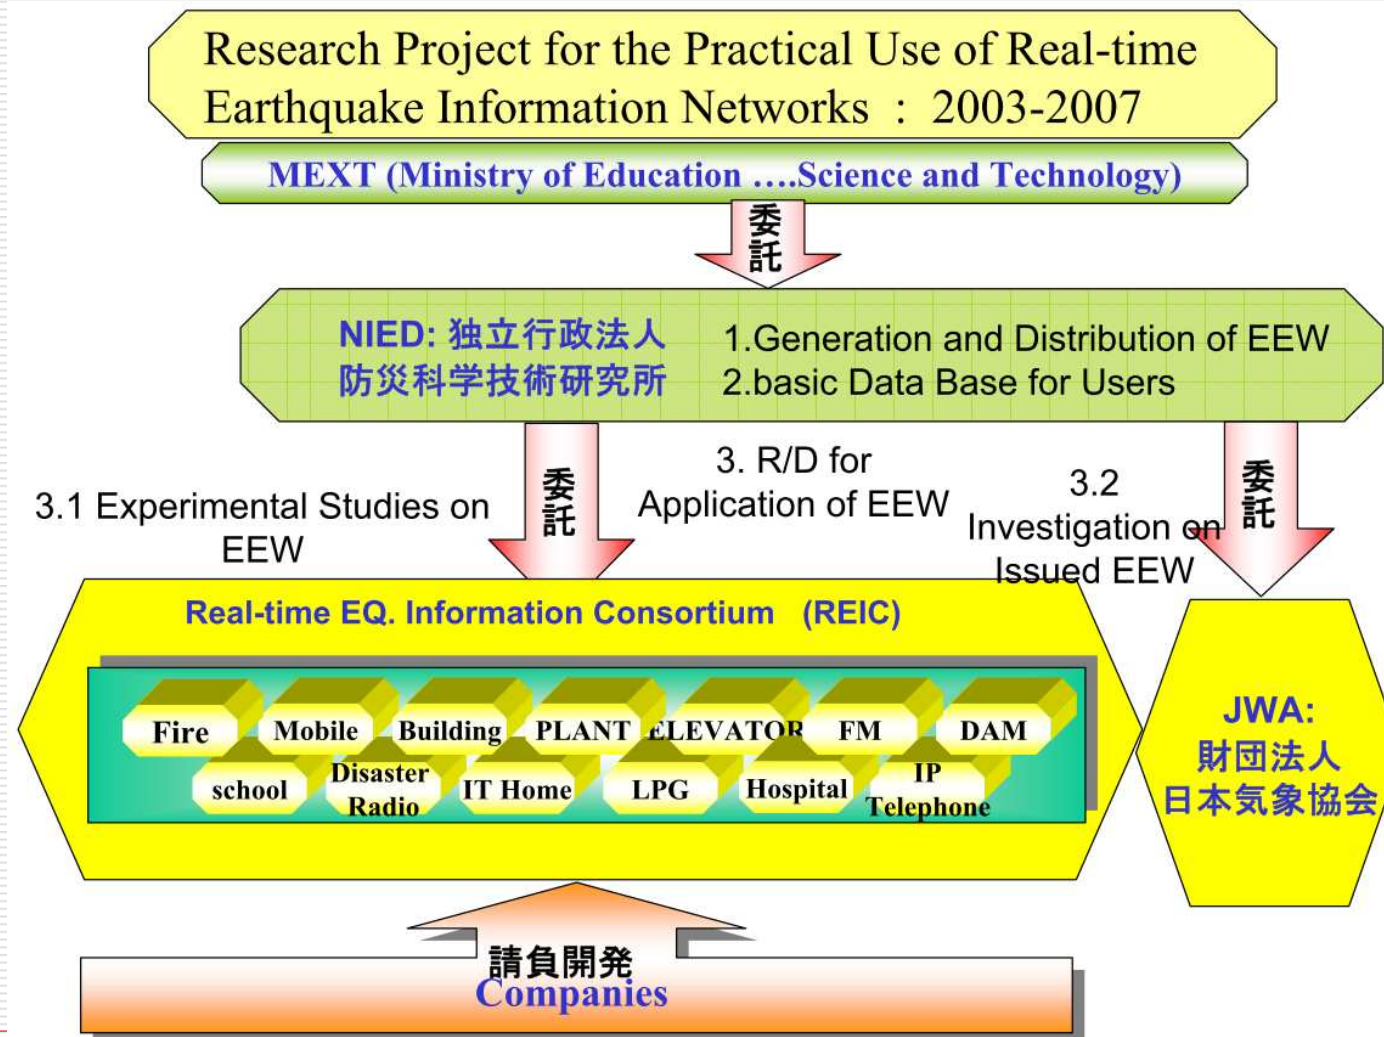 Research Project for the Practical Use of Real-time
Earthquake Information Networks : 2003-2007
MEXT (Ministry of Education ….Science and Technology)
委
託
NIED: 独立行政法人
防災科学技術研究所
1.Generation and Distribution of EEW
2.basic Data Base for Users
3.1 Experimental Studies on
EEW
委
託
3. R/D for
Application of EEW
3.2
Investigation on
Issued EEW
委
託
Real-time EQ. Information Consortium (REIC)
Fire
Mobile
Building
PLANT
ELEVATOR
FM
DAM
school
Disaster
Radio
IT Home
LPG
Hospital
IP
Telephone
JWA:
財団法人
日本気象協会
請負開発
Companies